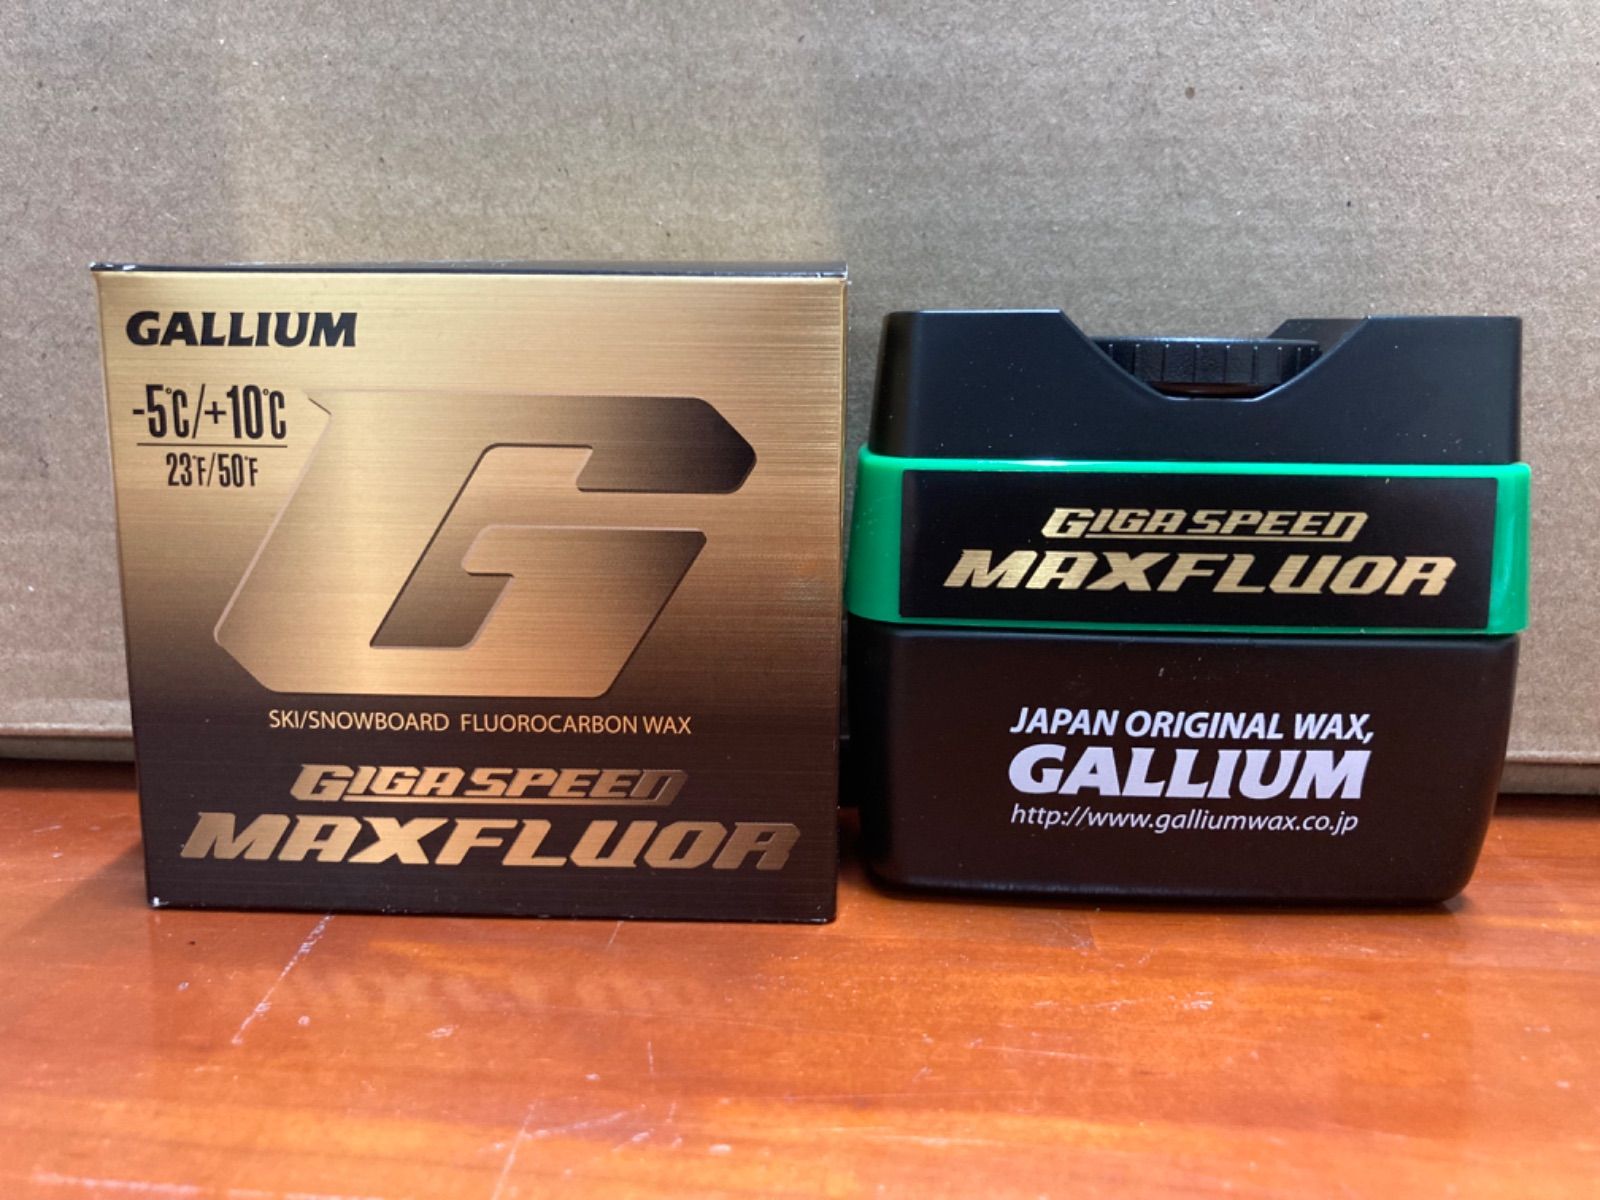 GALLIUM
-5℃/+10℃
23°F/50°F
SKI/SNOWBOARD FLUOROCARBON WAX
GIGA SPEED
MAXFLUOR
GIGA SPEED
MAXFLUOR
JAPAN ORIGINAL WAX,
GALLIUM
http://www.galliumwax.co.jp